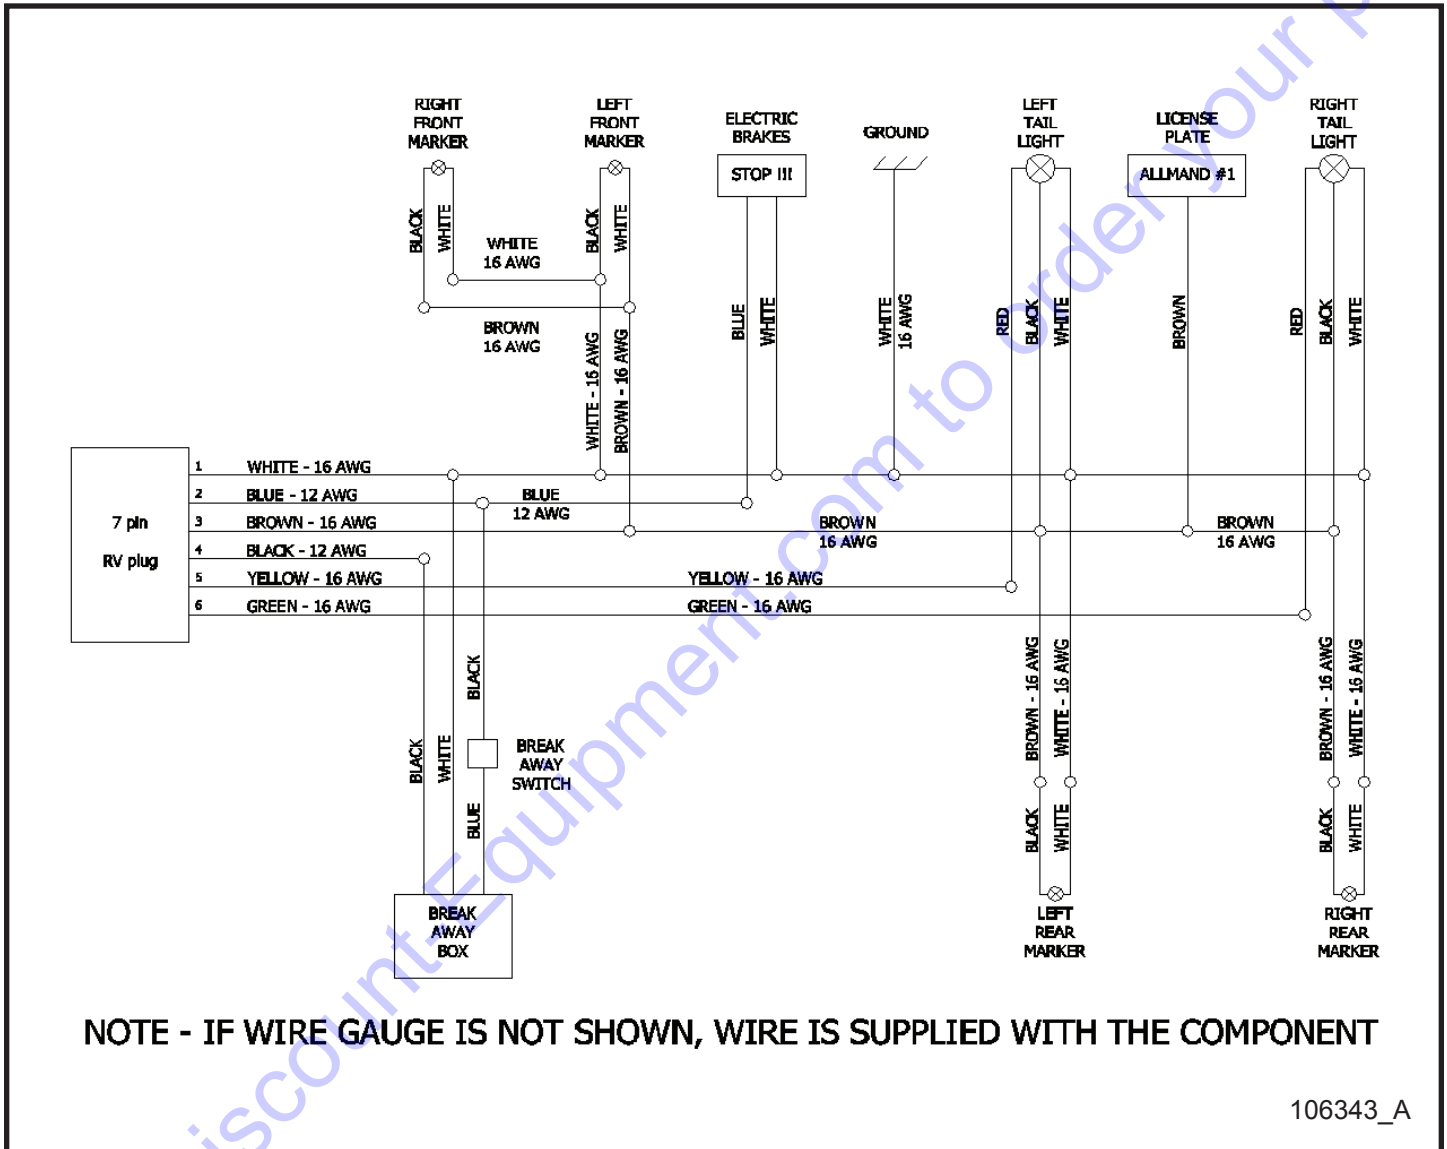 RIGHT
FRONT
MARKER
LEFT
FRONT
MARKER
ELECTRIC
BRAKES
STOP III
GROUND
LEFT
TAIL
LIGHT
LICENSE
PLATE
ALLMAND #1
RIGHT
TAIL
LIGHT
BLACK
WHITE
WHITE
16 AWG
BLACK
WHITE
BROWN
16 AWG
WHITE - 16 AWG
BROWN - 16 AWG
BLUE
WHITE
WHITE
16 AWG
RED
BLACK
WHITE
BROWN
RED
BLACK
WHITE
7 pin
RV plug
1 WHITE - 16 AWG
2 BLUE - 12 AWG
BLUE
12 AWG
3 BROWN - 16 AWG
BROWN
16 AWG
BROWN
16 AWG
4 BLACK - 12 AWG
5 YELLOW - 16 AWG
YELLOW - 16 AWG
6 GREEN - 16 AWG
GREEN - 16 AWG
BLACK
BLACK
WHITE
BREAK
AWAY
SWITCH
BLUE
BROWN - 16 AWG
WHITE - 16 AWG
BROWN - 16 AWG
WHITE - 16 AWG
BLACK
WHITE
BLACK
WHITE
BREAK
AWAY
BOX
LEFT
REAR
MARKER
RIGHT
REAR
MARKER
NOTE - IF WIRE GAUGE IS NOT SHOWN, WIRE IS SUPPLIED WITH THE COMPONENT
106343_A
iscount-Equipment.com to order your p